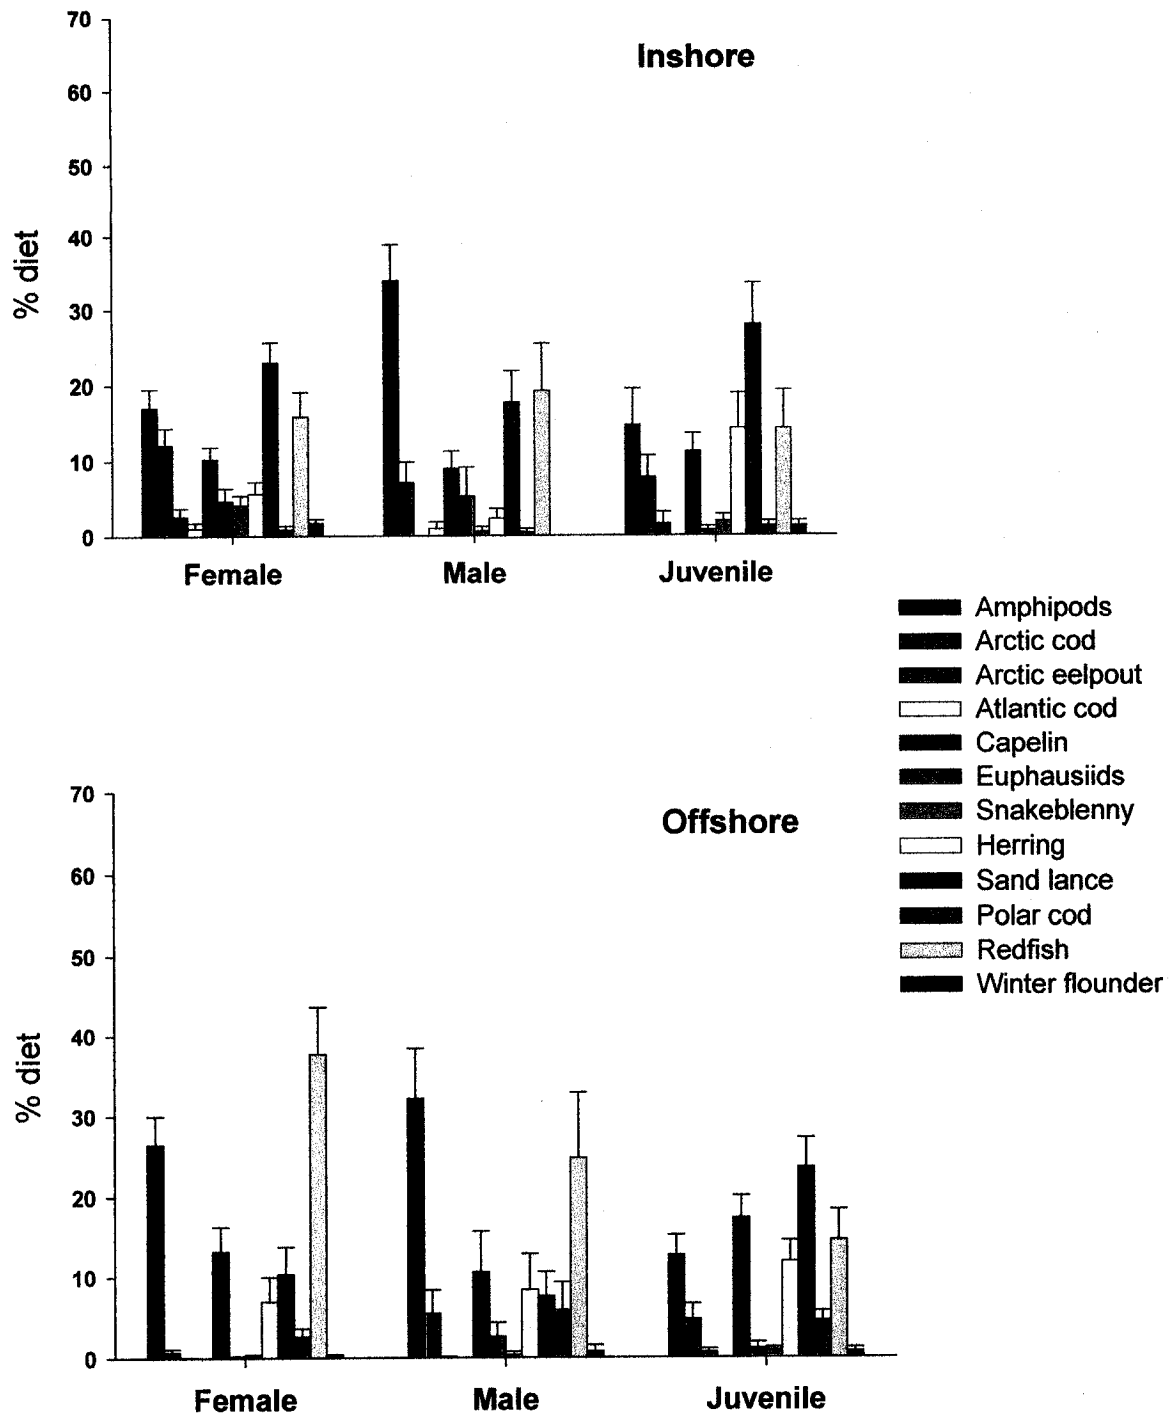 70
Inshore
60
50
40
% diet
30
20
10
0
Female Male Juvenile
Amphipods
Arctic cod
Arctic eelpout
Atlantic cod
Capelin
Euphausiids
Snakeblenny
Herring
Sand lance
Polar cod
Redfish
Winter flounder
70
Offshore
60
50
40
% diet
30
20
10
0
Female Male Juvenile